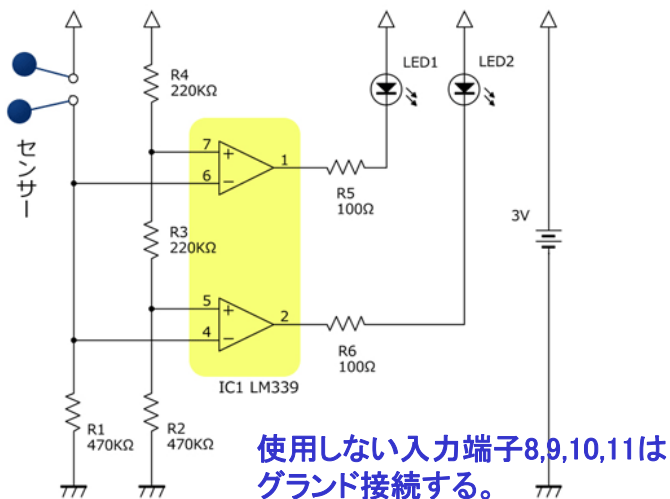 LED1
LED2
R4
220KΩ
7
+
1
6
−
センサー
R5
100Ω
3V
R3
220KΩ
5
+
2
4
−
R6
100Ω
IC1 LM339
R1
470KΩ
R2
470KΩ
使用しない入力端子8,9,10,11は
グランド接続する。